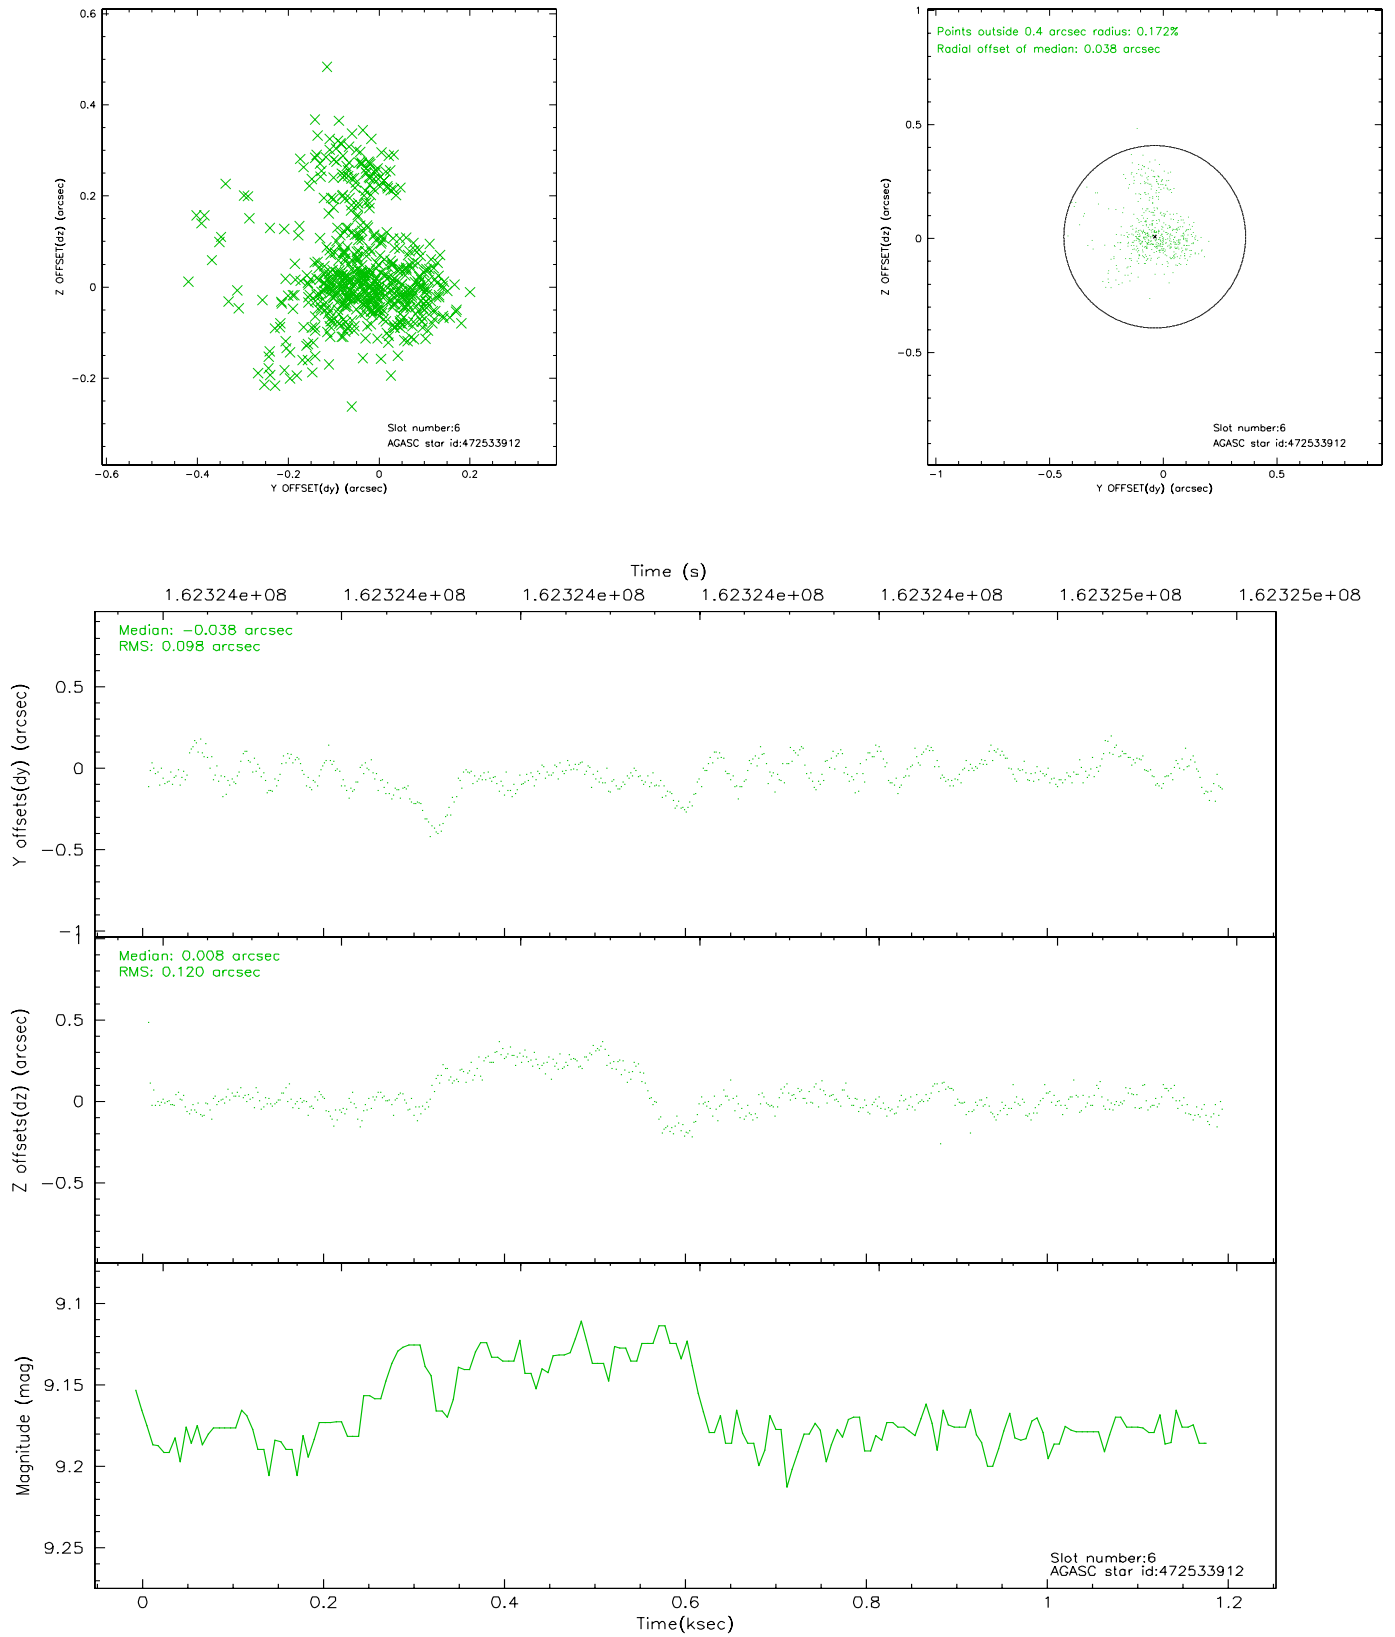 0.6
0.4
0.2
0
−0.2
−0.6 −0.4 −0.2 0 0.2
Z OFFSET(dz) (arcsec)
Y OFFSET(dy) (arcsec)
Slot number:6
AGASC star id:472533912
Points outside 0.4 arcsec radius: 0.172%
Radial offset of median: 0.038 arcsec
1
0.5
0
−0.5
−1 −0.5 0 0.5
Z OFFSET(dz) (arcsec)
Y OFFSET(dy) (arcsec)
Slot number:6
AGASC star id:472533912
Time (s)
1.62324e+08 1.62324e+08 1.62324e+08 1.62324e+08 1.62324e+08 1.62325e+08 1.62325e+08
Median: −0.038 arcsec
RMS: 0.098 arcsec
0.5
0
−0.5
−1
Y offsets(dy) (arcsec)
Median: 0.008 arcsec
RMS: 0.120 arcsec
1
0.5
0
−0.5
Z offsets(dz) (arcsec)
9.1
9.15
9.2
9.25
Magnitude (mag)
Slot number:6
AGASC star id:472533912
0 0.2 0.4 0.6 0.8 1 1.2
Time(ksec)